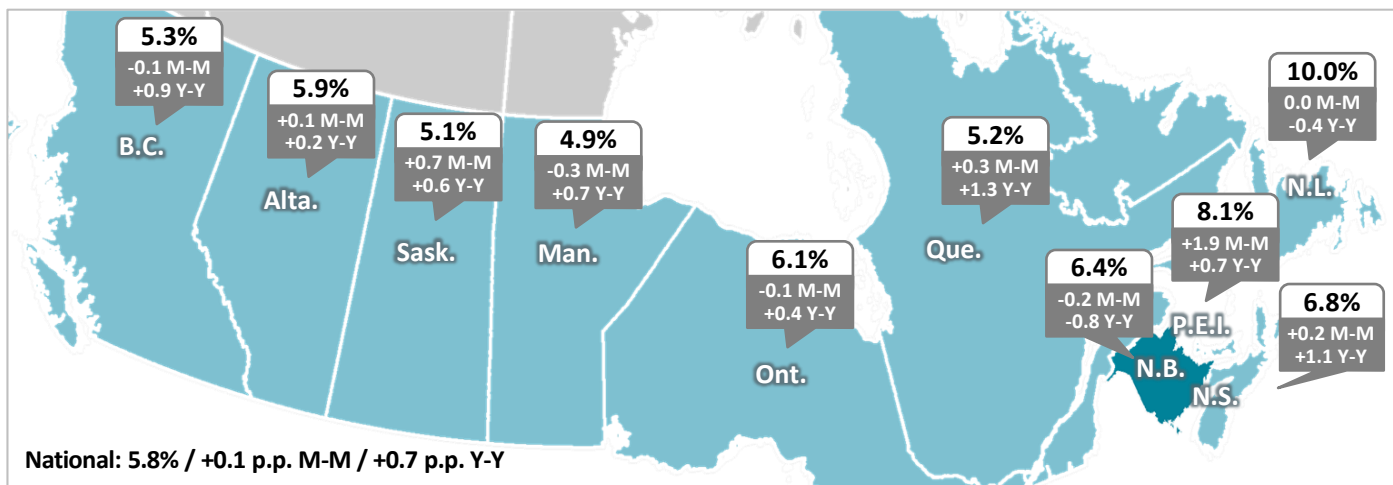 5.3%
-0.1 M-M
+0.9 Y-Y
B.C.
5.9%
+0.1 M-M
+0.2 Y-Y
Alta.
5.1%
+0.7 M-M
+0.6 Y-Y
Sask.
4.9%
-0.3 M-M
+0.7 Y-Y
Man.
6.1%
-0.1 M-M
+0.4 Y-Y
Ont.
5.2%
+0.3 M-M
+1.3 Y-Y
Que.
10.0%
0.0 M-M
-0.4 Y-Y
N.L.
8.1%
+1.9 M-M
+0.7 Y-Y
P.E.I.
6.4%
-0.2 M-M
-0.8 Y-Y
N.B.
6.8%
+0.2 M-M
+1.1 Y-Y
N.S.
National: 5.8% / +0.1 p.p. M-M / +0.7 p.p. Y-Y